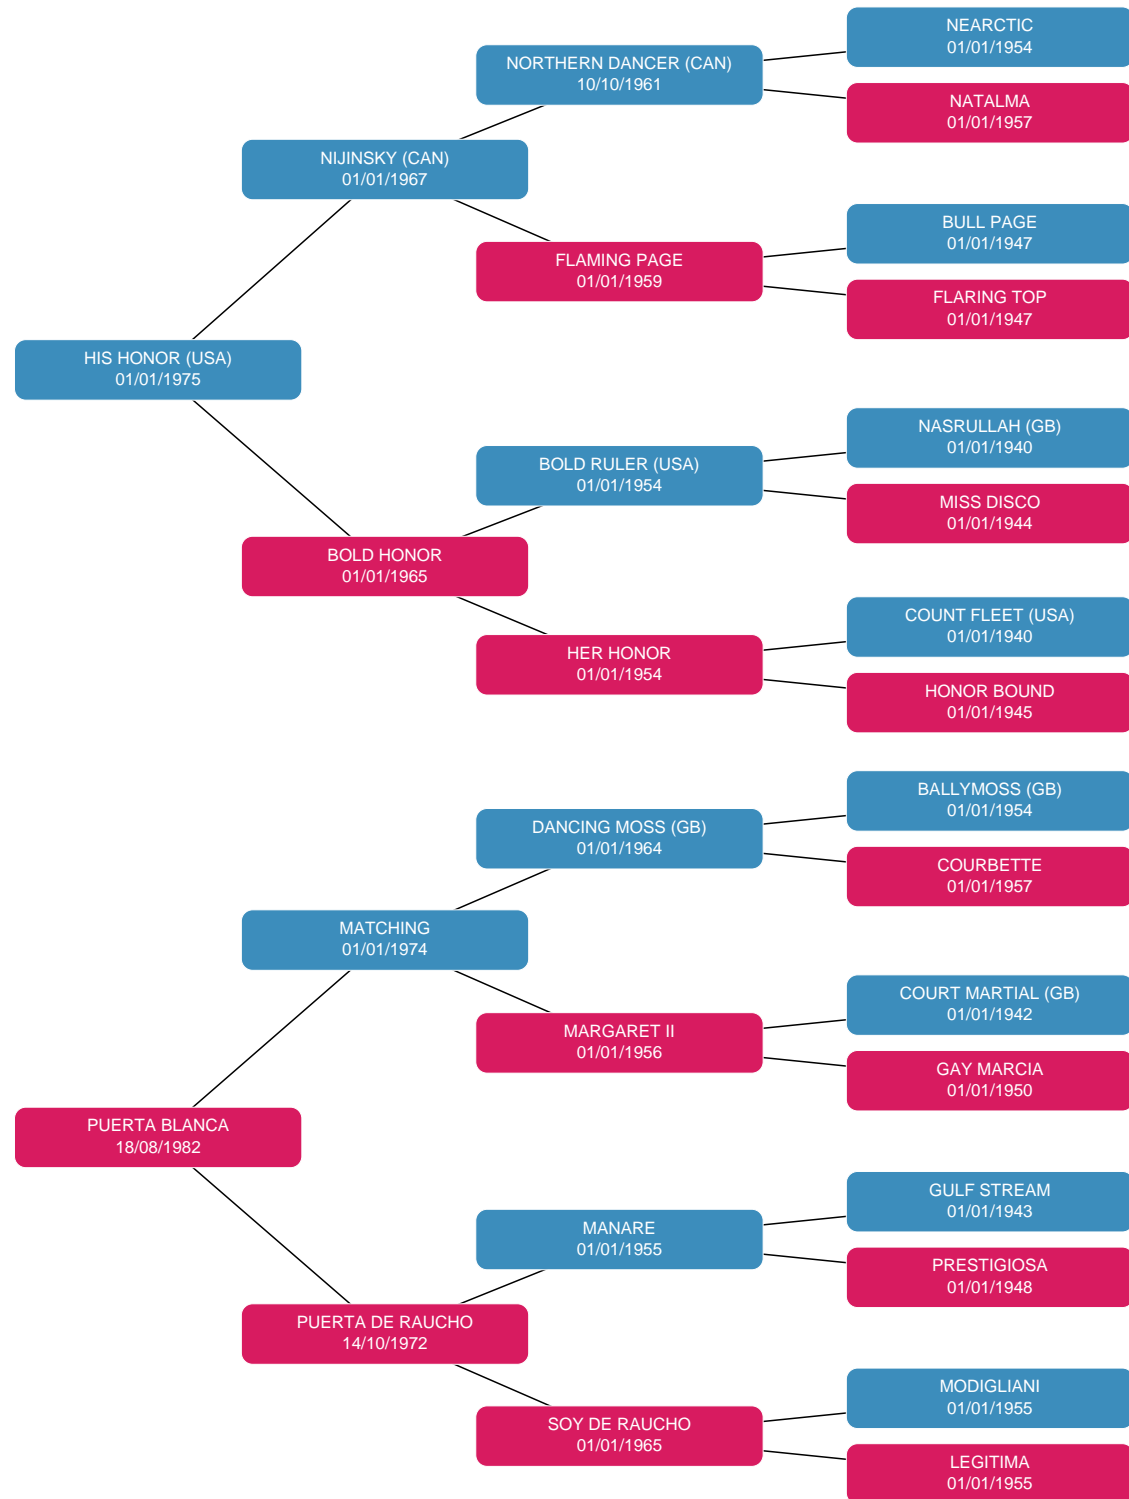 NEARCTIC
01/01/1954
NORTHERN DANCER (CAN)
10/10/1961
NATALMA
01/01/1957
NIJINSKY (CAN)
01/01/1967
BULL PAGE
01/01/1947
FLAMING PAGE
01/01/1959
FLARING TOP
01/01/1947
HIS HONOR (USA)
01/01/1975
NASRULLAH (GB)
01/01/1940
BOLD RULER (USA)
01/01/1954
MISS DISCO
01/01/1944
BOLD HONOR
01/01/1965
COUNT FLEET (USA)
01/01/1940
HER HONOR
01/01/1954
HONOR BOUND
01/01/1945
BALLYMOSS (GB)
01/01/1954
DANCING MOSS (GB)
01/01/1964
COURBETTE
01/01/1957
MATCHING
01/01/1974
COURT MARTIAL (GB)
01/01/1942
MARGARET II
01/01/1956
GAY MARCIA
01/01/1950
PUERTA BLANCA
18/08/1982
GULF STREAM
01/01/1943
MANARE
01/01/1955
PRESTIGIOSA
01/01/1948
PUERTA DE RAUCHO
14/10/1972
MODIGLIANI
01/01/1955
SOY DE RAUCHO
01/01/1965
LEGITIMA
01/01/1955